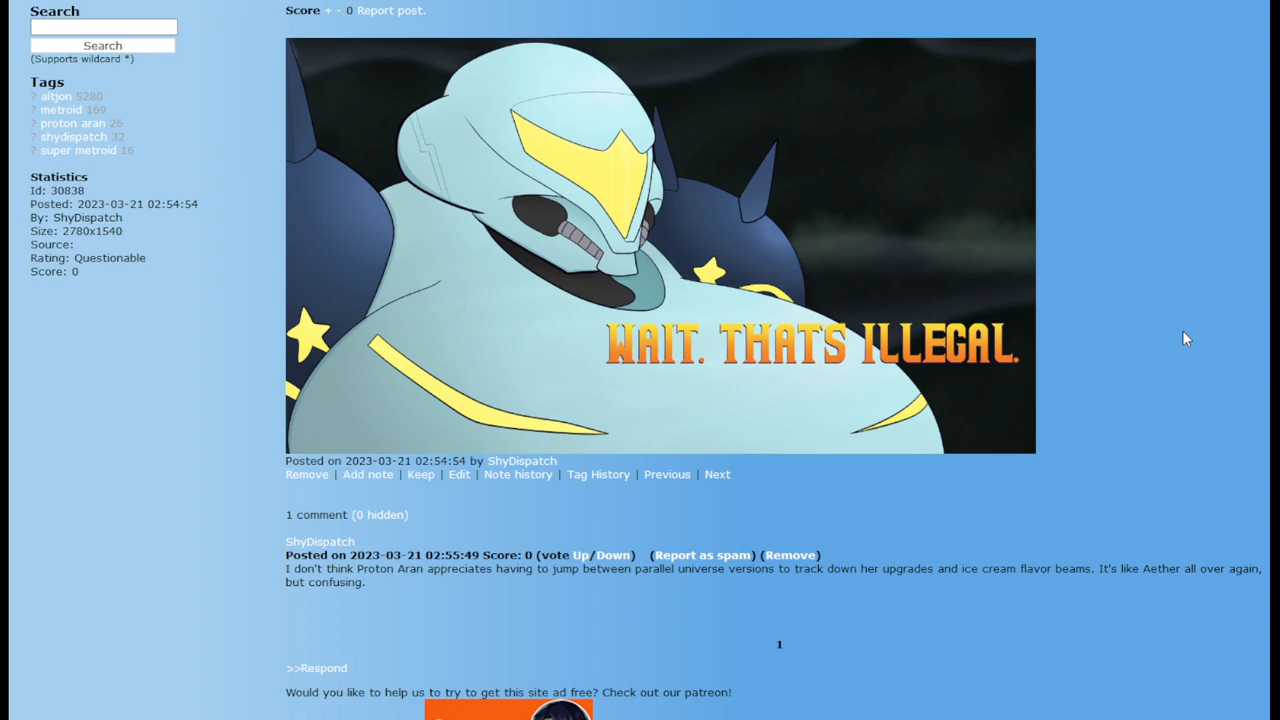 Search
Search
(Supports wildcard *)
Tags
? altjon 5280
? metroid 169
? proton aran 26
? shydispatch 32
? super metroid 16
Statistics
Id: 30838
Posted: 2023-03-21 02:54:54
By: ShyDispatch
Size: 2780x1540
Source:
Rating: Questionable
Score: 0
Score + - 0 Report post.
WAIT. THATS ILLEGAL.
Posted on 2023-03-21 02:54:54 by ShyDispatch
Remove | Add note | Keep | Edit | Note history | Tag History | Previous | Next
1 comment (0 hidden)
ShyDispatch
Posted on 2023-03-21 02:55:49 Score: 0 (vote Up/Down) (Report as spam) (Remove)
I don't think Proton Aran appreciates having to jump between parallel universe versions to track down her upgrades and ice cream flavor beams. It's like Aether all over again,
but confusing.
1
>>Respond
Would you like to help us to try to get this site ad free? Check out our patreon!